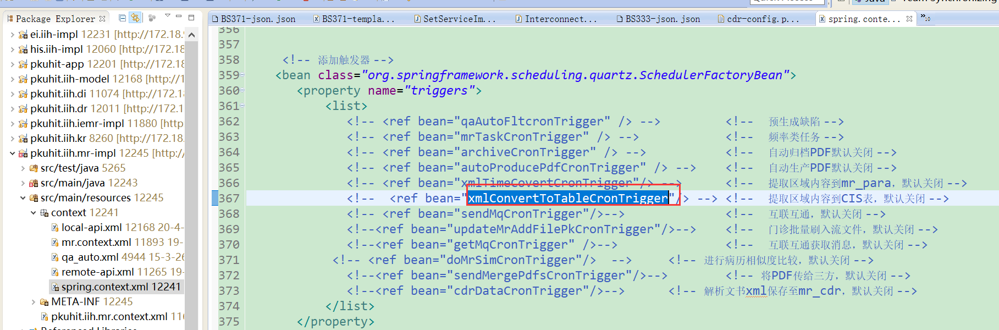 Package Explorer
ei.iih-impl 12231 [http://172.18.
his.iih-impl 12060 [http://172.18
pkuhit-app 12201 [http://172.18.
pkuhit.iih-model 12168 [http://1
pkuhit.iih.di 11074 [http://172.18
pkuhit.iih.dr 12011 [http://172.1
pkuhit.iih.iemr-impl 11880 [http
pkuhit.iih.kr 8260 [http://172.18.
pkuhit.iih.mr-impl 12245 [http:/
src/test/java 5265
src/main/java 12243
src/main/resources 12245
context 12241
local-api.xml 12168 20-4-
mr.context.xml 11893 19-
qa_auto.xml 4944 15-3-26
remote-api.xml 11265 19-
spring.context.xml 12241
META-INF 12245
pkuhit.iih.mr.context.xml 11
BS371-json.json BS371-templa... SetServiceIm... Interconnect... BS333-json.json cdr-config.p... spring.conte... »10
356
357
358 <!-- 添加触发器 -->
359 <bean class="org.springframework.scheduling.quartz.SchedulerFactoryBean">
360 <property name="triggers">
361 <list>
362 <!-- <ref bean="qaAutoFltcronTrigger" /> --> <!-- 预生成缺陷 -->
363 <!-- <ref bean="mrTaskCronTrigger" /> --> <!-- 频率类任务 -->
364 <!-- <ref bean="archiveCronTrigger" /> --> <!-- 自动归档PDF默认关闭 -->
365 <!-- <ref bean="autoProducePdfCronTrigger" /> --> <!-- 自动生产PDF默认关闭 -->
366 <!-- <ref bean="xmlTimeCovertCronTrigger"/> --> <!-- 提取区域内容到mr_para，默认关闭 -->
367 <!-- <ref bean="xmlConvertToTableCronTrigger"/> --> <!-- 提取区域内容到CIS表，默认关闭 -->
368 <!--<ref bean="sendMqCronTrigger"/>--> <!-- 互联互通，默认关闭 -->
369 <!--<ref bean="updateMrAddFilePkCronTrigger"/>--> <!-- 门诊批量刷入流文件，默认关闭 -->
370 <!--<ref bean="getMqCronTrigger" />--> <!-- 互联互通获取消息，默认关闭 -->
371 <!-- <ref bean="doMrSimCronTrigger"/> --> <!-- 进行病历相似度比较，默认关闭 -->
372 <!--<ref bean="sendMergePdfsCronTrigger"/>--> <!-- 将PDF传给三方，默认关闭 -->
373 <!--<ref bean="cdrDataCronTrigger"/>--> <!-- 解析文书xml保存至mr_cdr，默认关闭 -->
374 </list>
375 </property>